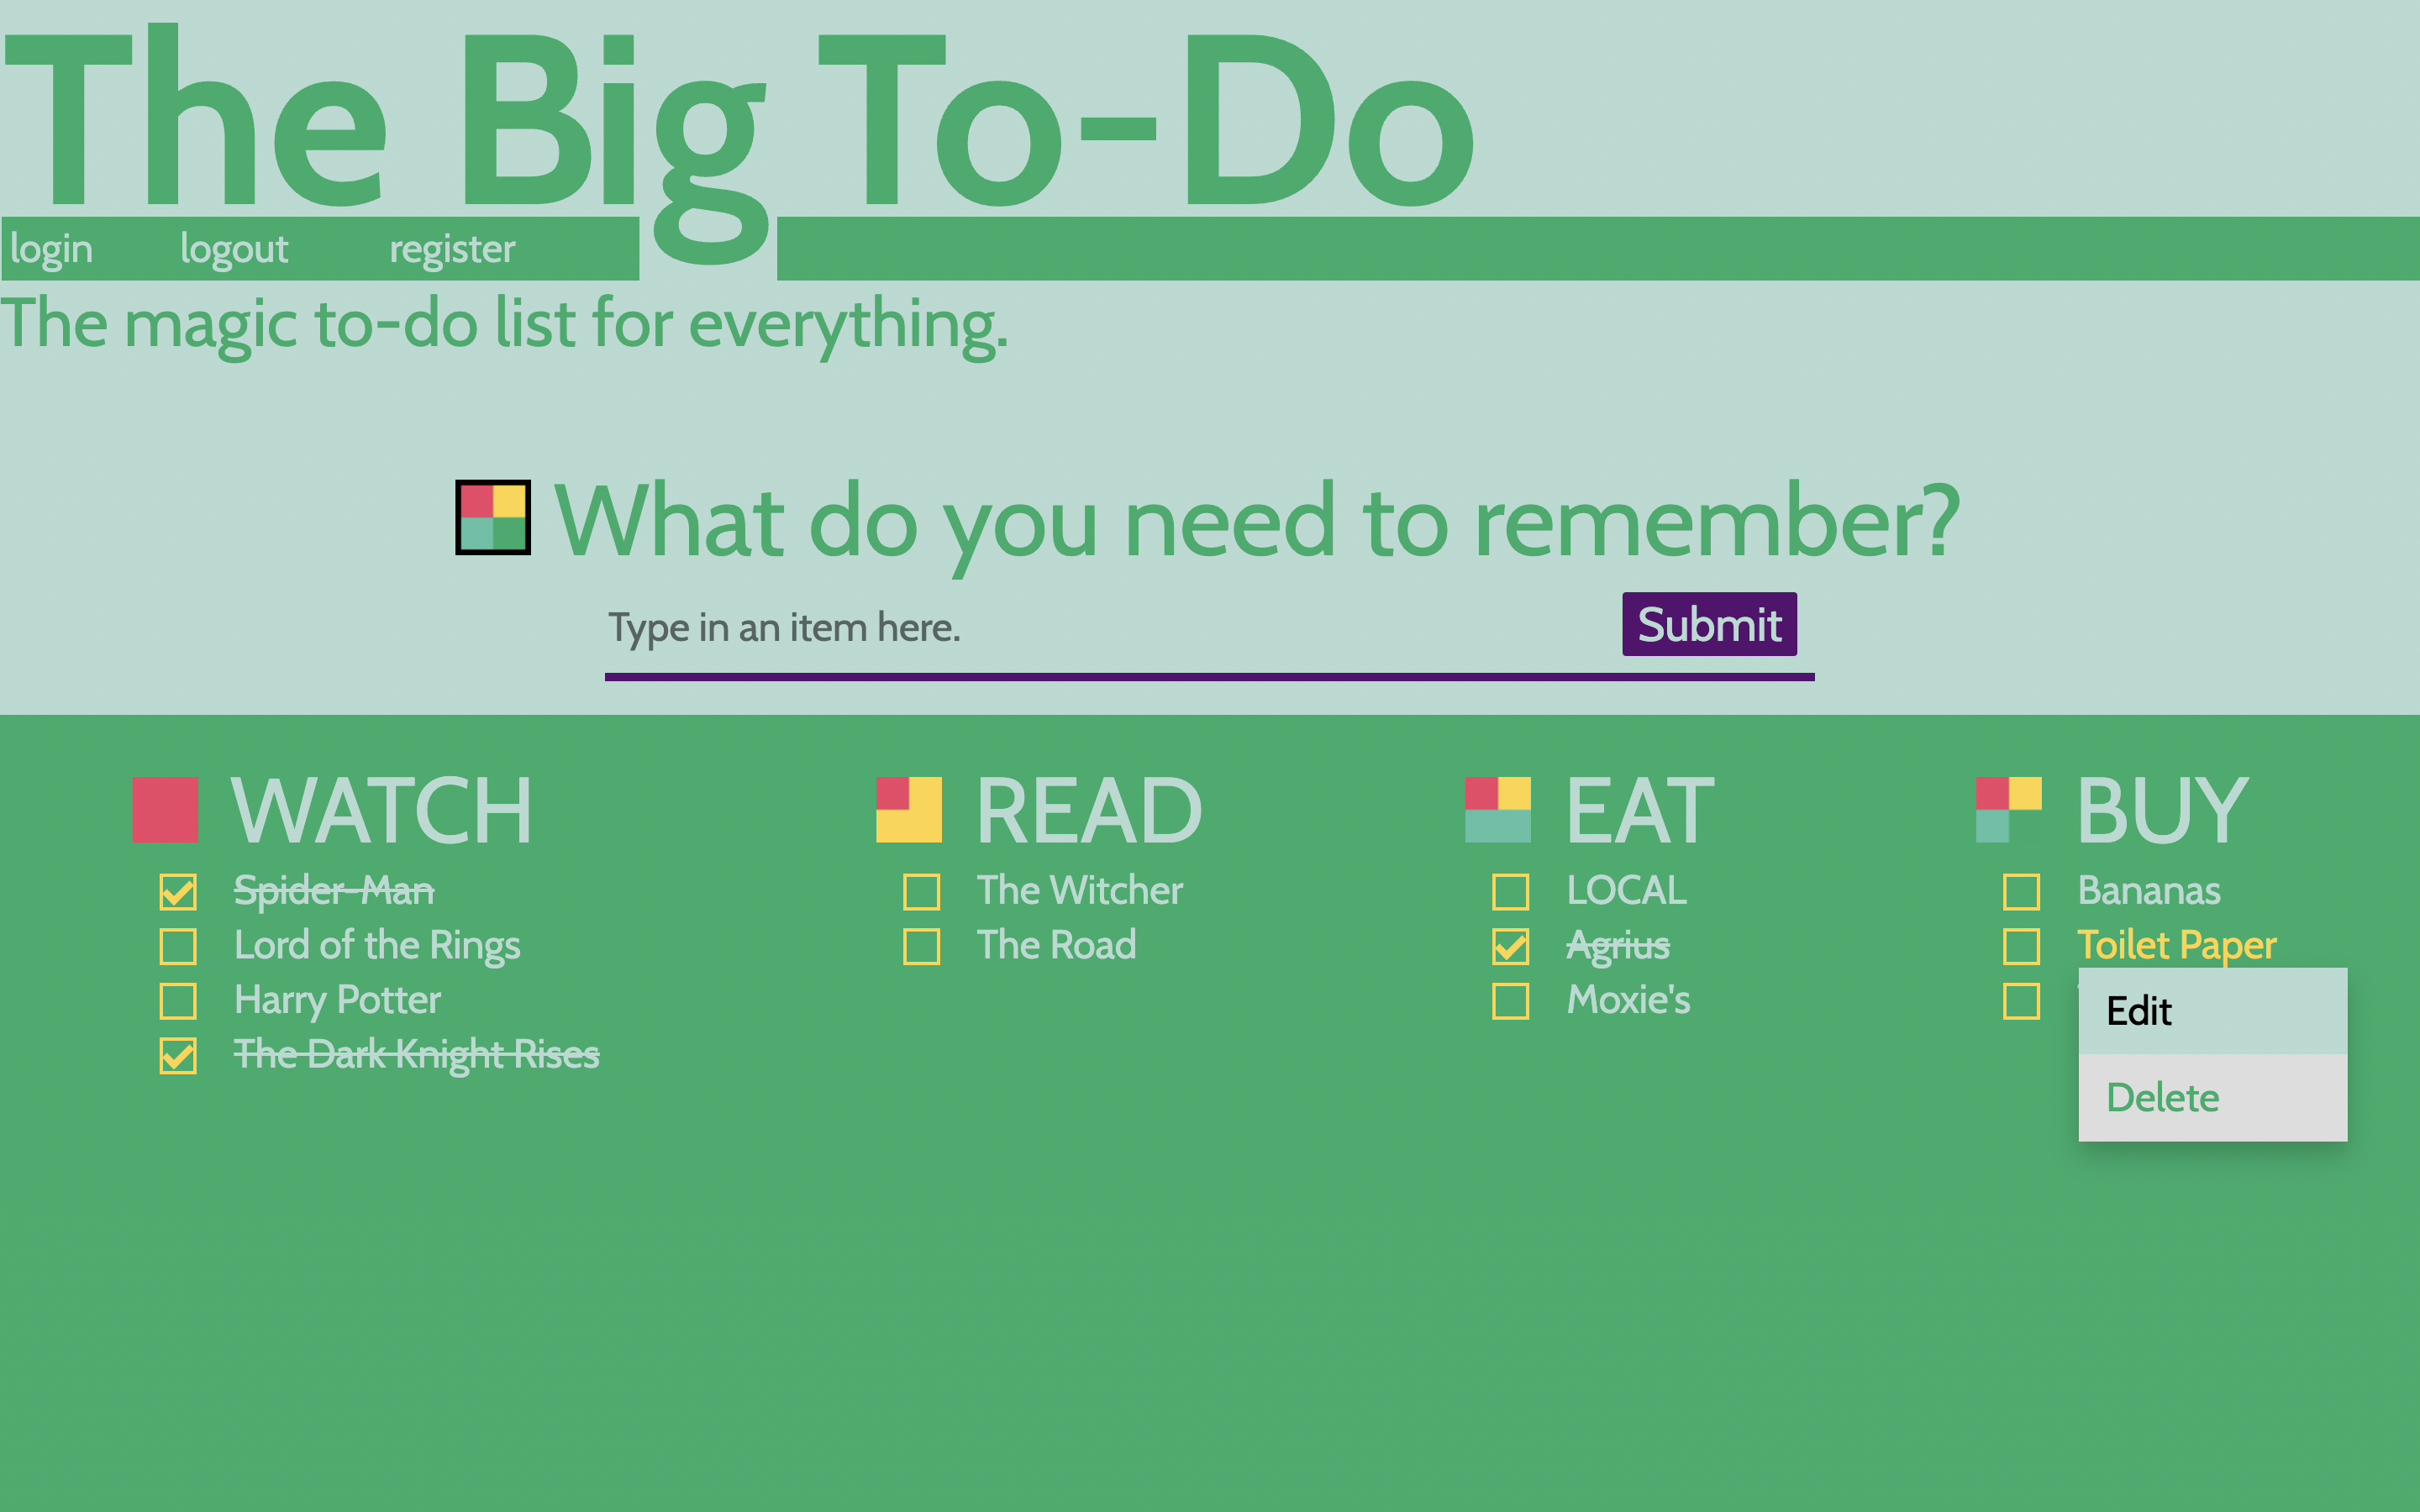 The Big To-Do
login logout register
The magic to-do list for everything.
What do you need to remember?
Type in an item here.
Submit
WATCH
Spider-Man
Lord of the Rings
Harry Potter
The Dark Knight Rises
READ
The Witcher
The Road
EAT
LOCAL
Agrius
Moxie's
BUY
Bananas
Toilet Paper
Edit
Delete